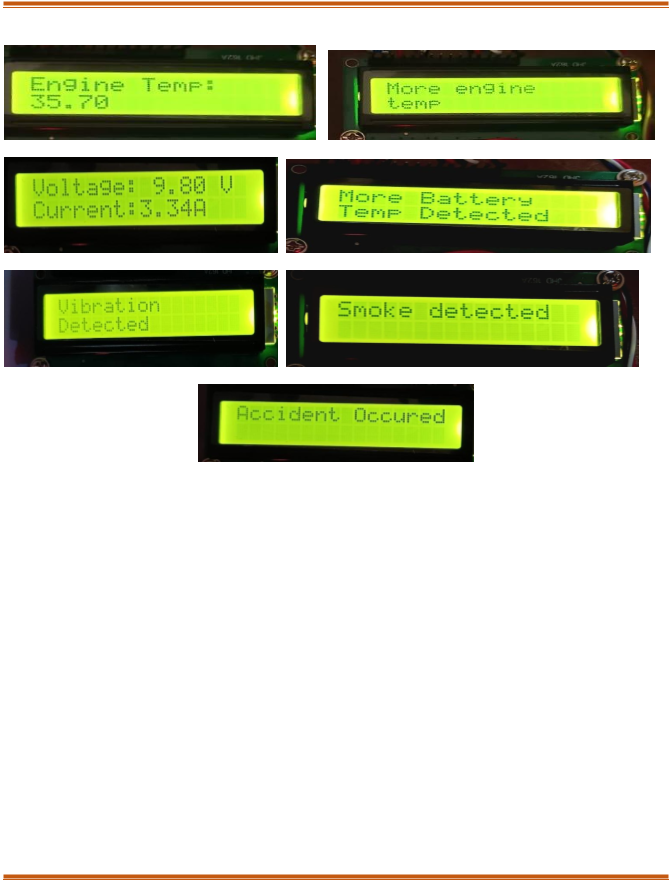 Engine Temp:
35.70
More engine
temp
Voltage: 9.80 V
Current:3.34A
More Battery
Temp Detected
Vibration
Detected
Smoke detected
Accident Occured